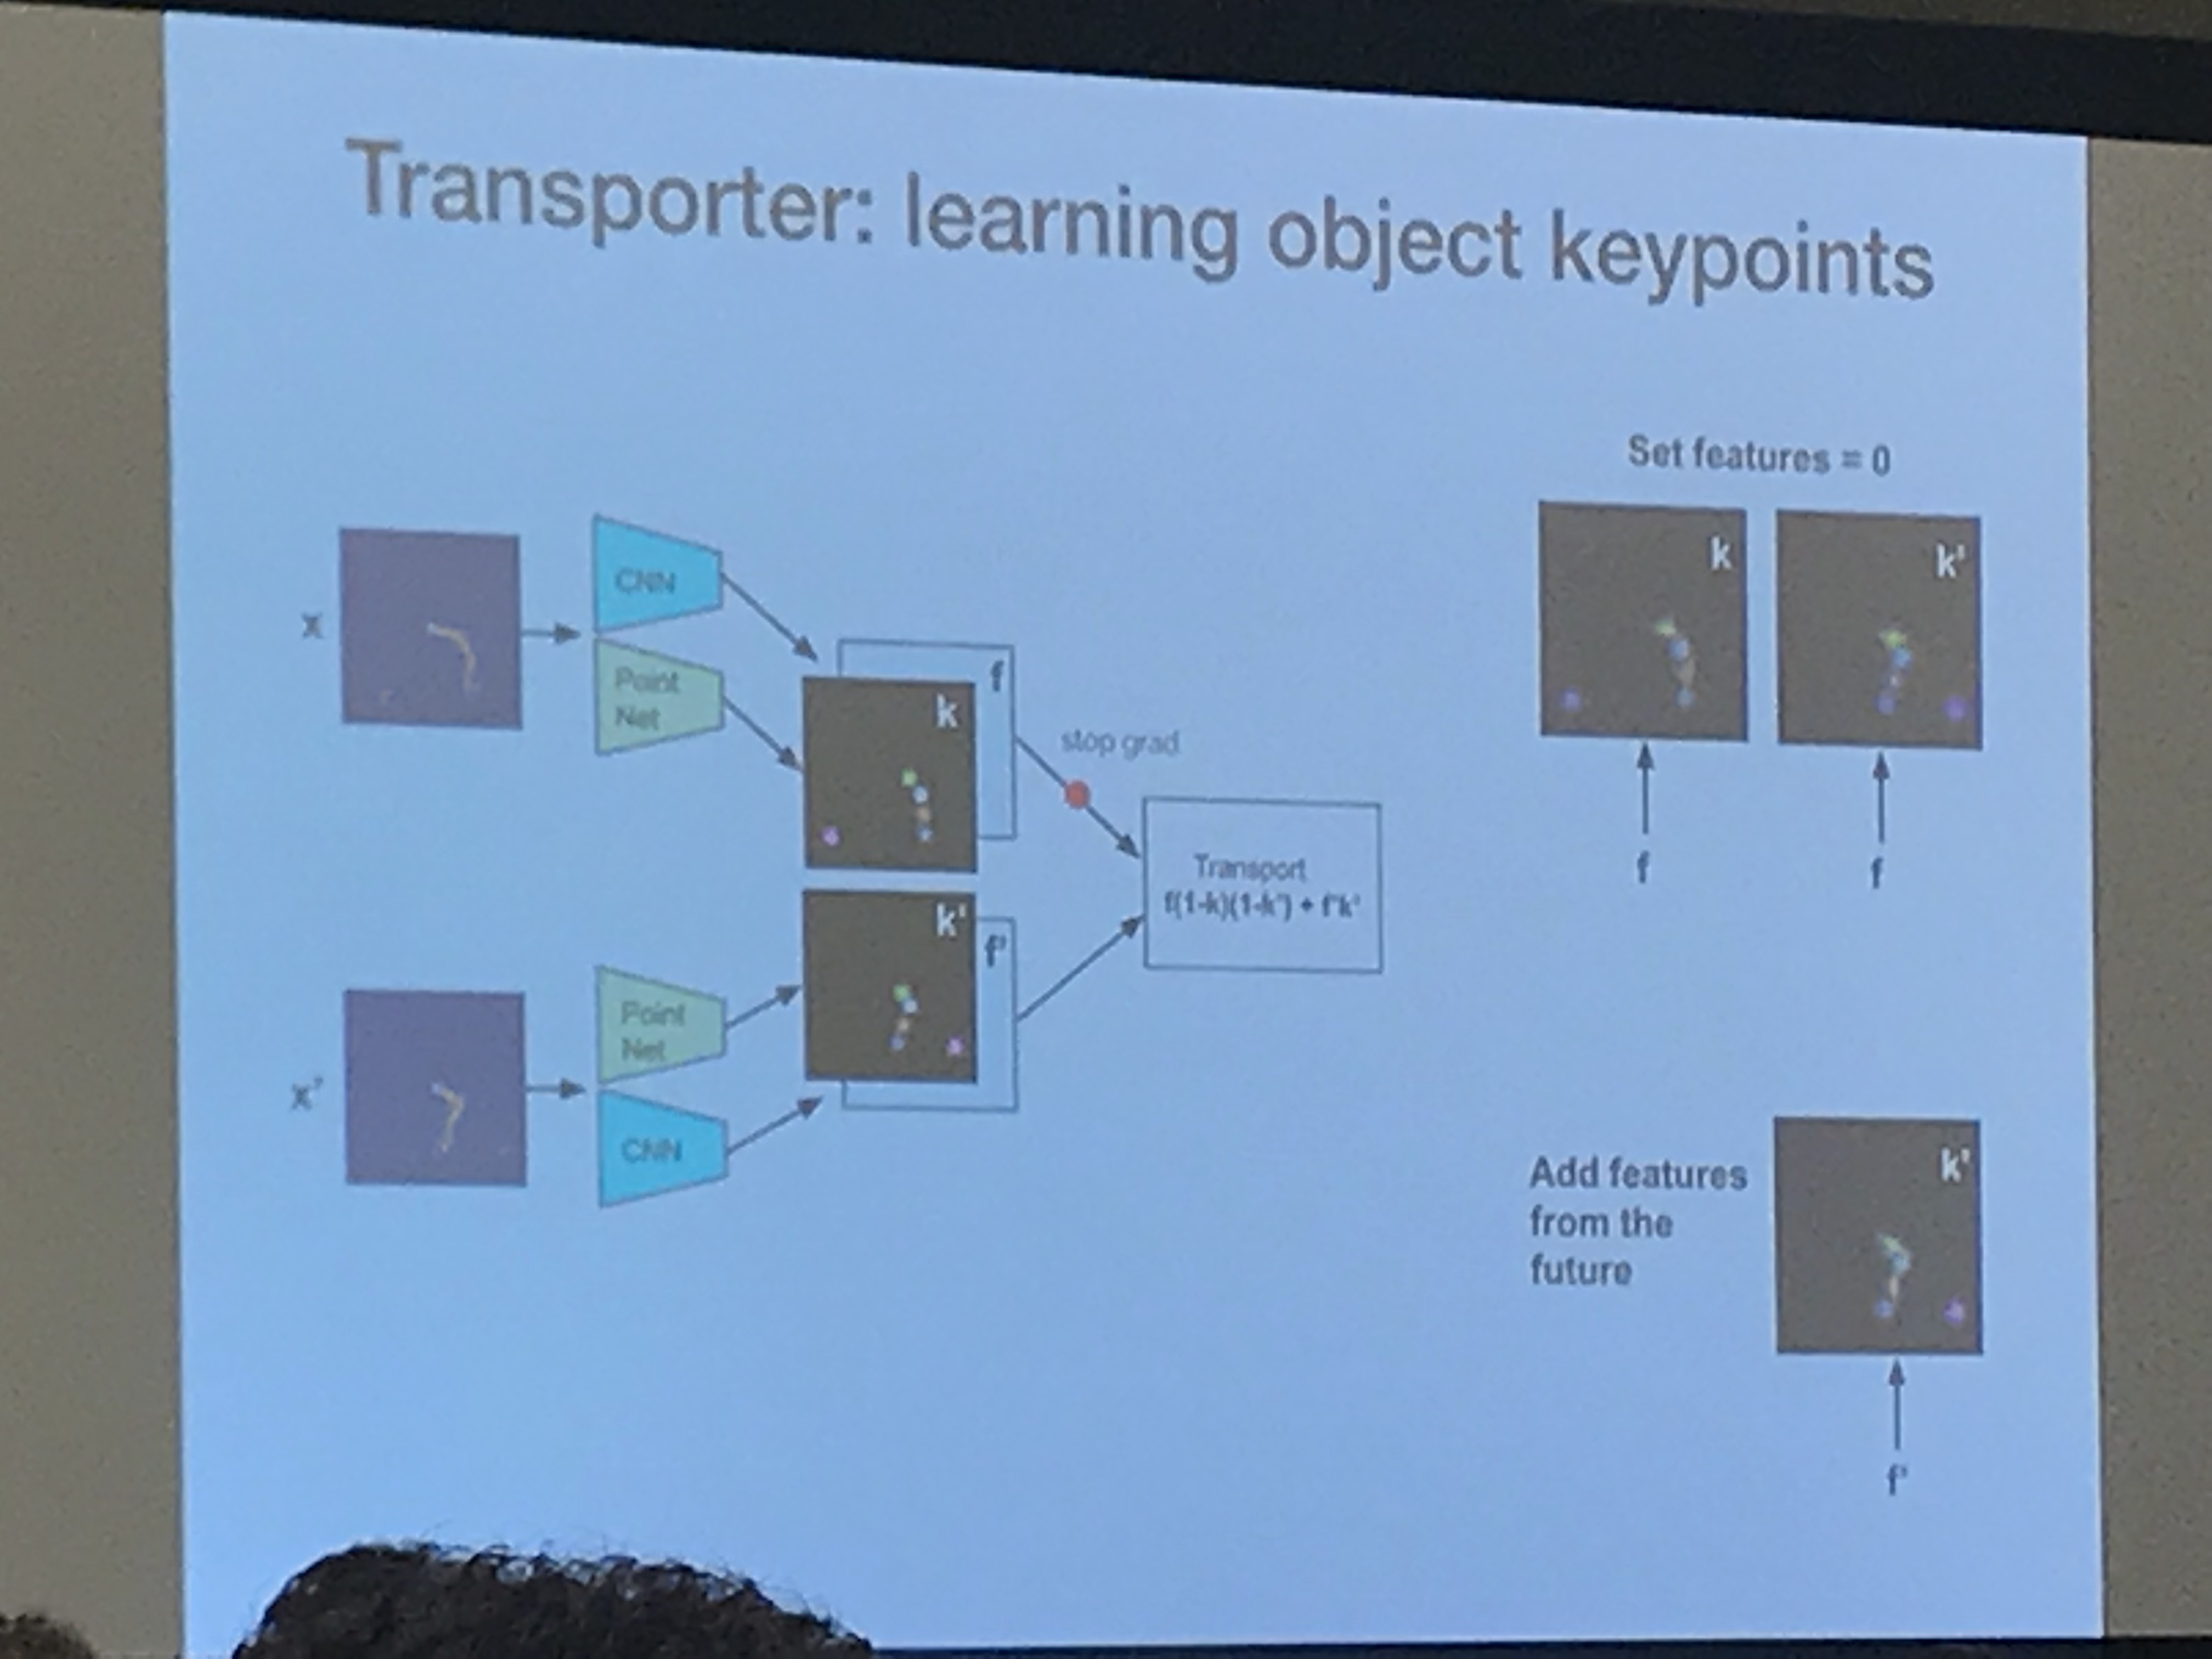 Transporter: learning object keypoints
Set features = 0
k
k'
f
f
x
CNN
Point
Net
f
k
stop grad
Transport
f(1-k)(1-k') + f'k'
k'
f'
x'
Point
Net
CNN
Add features
from the
future
k'
f'